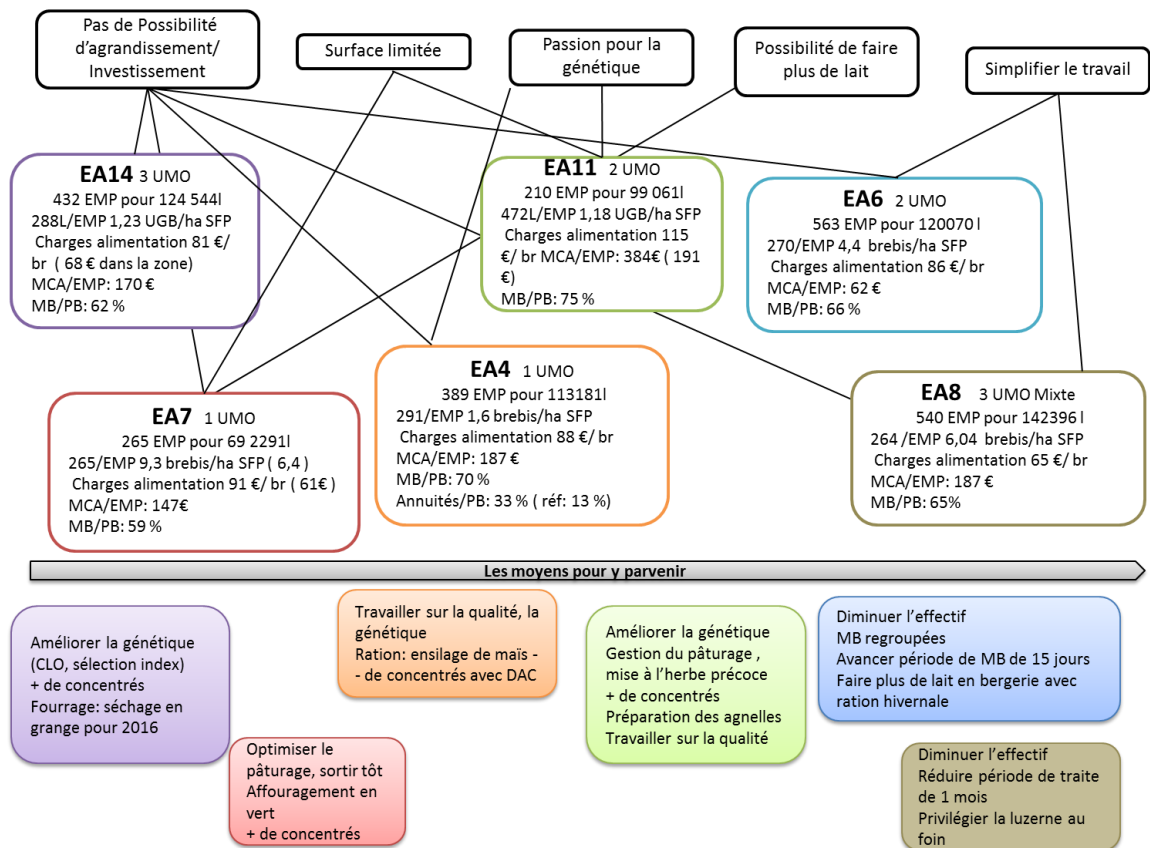 Pas de Possibilité
d’agrandissement/
Investissement
Surface limitée
Passion pour la
génétique
Possibilité de faire
plus de lait
Simplifier le travail
EA14 3 UMO
432 EMP pour 124 544l
288L/EMP 1,23 UGB/ha SFP
Charges alimentation 81 €/
br ( 68 € dans la zone)
MCA/EMP: 170 €
MB/PB: 62 %
EA11 2 UMO
210 EMP pour 99 061l
472L/EMP 1,18 UGB/ha SFP
Charges alimentation 115
€/ br MCA/EMP: 384€ ( 191
€)
MB/PB: 75 %
EA6 2 UMO
563 EMP pour 120070 l
270/EMP 4,4 brebis/ha SFP
Charges alimentation 86 €/ br
MCA/EMP: 62 €
MB/PB: 66 %
EA7 1 UMO
265 EMP pour 69 2291l
265/EMP 9,3 brebis/ha SFP ( 6,4 )
Charges alimentation 91 €/ br ( 61€ )
MCA/EMP: 147€
MB/PB: 59 %
EA4 1 UMO
389 EMP pour 113181l
291/EMP 1,6 brebis/ha SFP
Charges alimentation 88 €/ br
MCA/EMP: 187 €
MB/PB: 70 %
Annuités/PB: 33 % ( réf: 13 %)
EA8 3 UMO Mixte
540 EMP pour 142396 l
264 /EMP 6,04 brebis/ha SFP
Charges alimentation 65 €/ br
MCA/EMP: 187 €
MB/PB: 65%
Les moyens pour y parvenir
Améliorer la génétique
(CLO, sélection index)
+ de concentrés
Fourrage: séchage en
grange pour 2016
Optimiser le
pâturage, sortir tôt
Affouragement en
vert
+ de concentrés
Travailler sur la qualité, la
génétique
Ration: ensilage de maïs -
- de concentrés avec DAC
Améliorer la génétique
Gestion du pâturage ,
mise à l’herbe précoce
+ de concentrés
Préparation des agnelles
Travailler sur la qualité
Diminuer l’effectif
MB regroupées
Avancer période de MB de 15 jours
Faire plus de lait en bergerie avec
ration hivernale
Diminuer l’effectif
Réduire période de traite
de 1 mois
Privilégier la luzerne au
foin